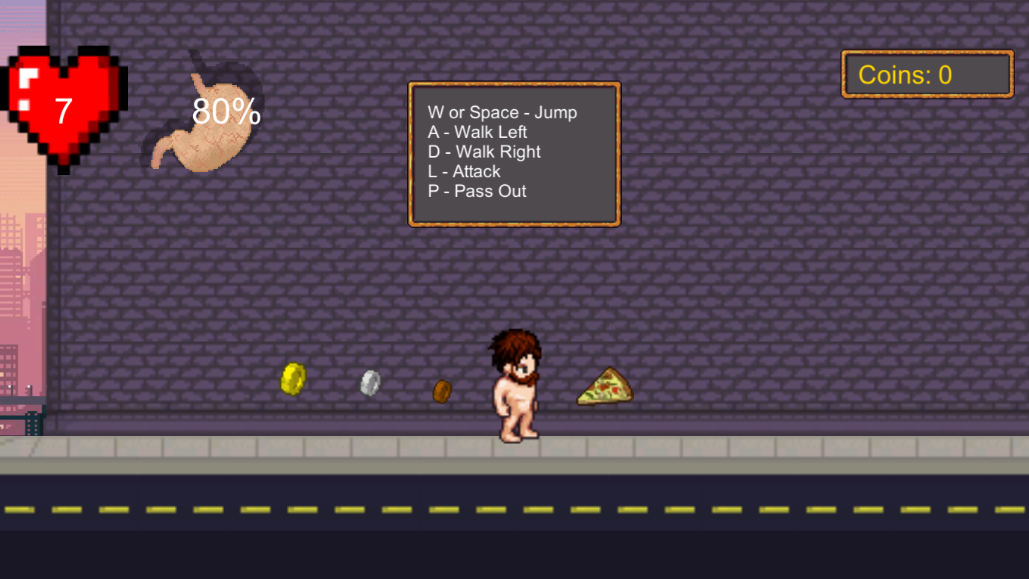 7
80%
Coins: 0
W or Space - Jump
A - Walk Left
D - Walk Right
L - Attack
P - Pass Out